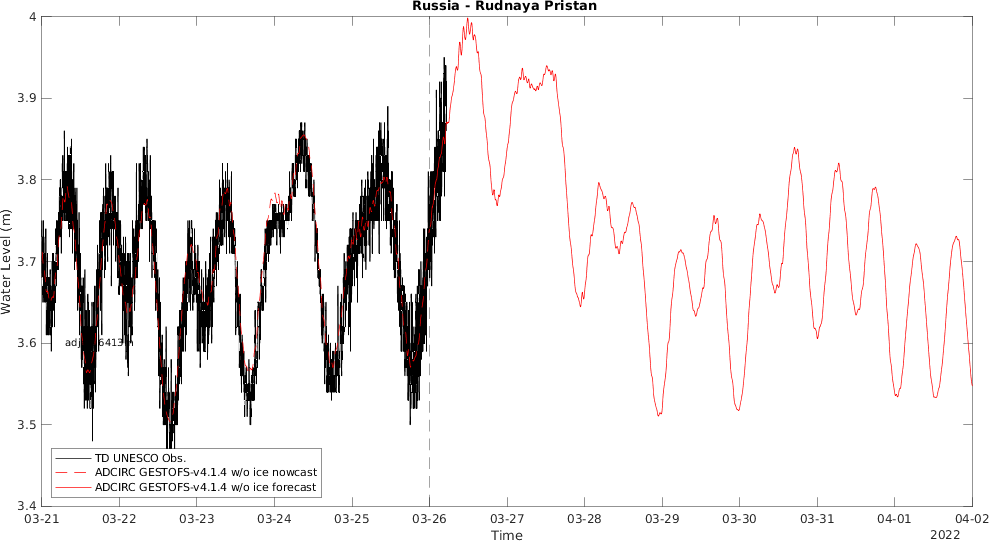 Russia - Rudnaya Pristan
4
3.9
3.8
3.7
3.6
3.5
3.4
Water Level (m)
TD UNESCO Obs.
ADCIRC GESTOFS-v4.1.4 w/o ice nowcast
ADCIRC GESTOFS-v4.1.4 w/o ice forecast
03-21 03-22 03-23 03-24 03-25 03-26 03-27 03-28 03-29 03-30 03-31 04-01 04-02
Time
2022